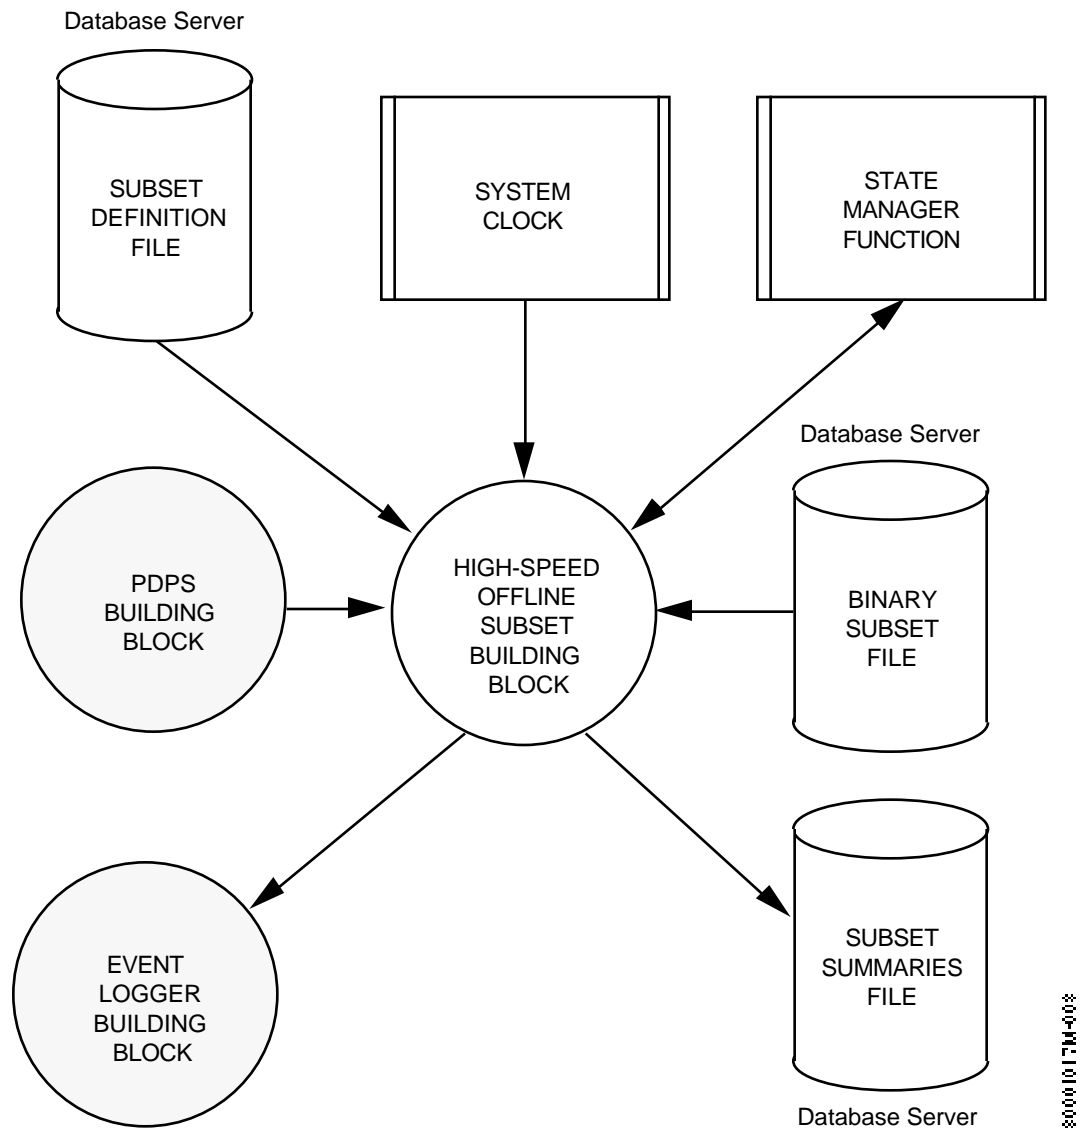 Database Server
SUBSET
DEFINITION
FILE
SYSTEM
CLOCK
STATE
MANAGER
FUNCTION
Database Server
PDPS
BUILDING
BLOCK
HIGH-SPEED
OFFLINE
SUBSET
BUILDING
BLOCK
BINARY
SUBSET
FILE
EVENT
LOGGER
BUILDING
BLOCK
SUBSET
SUMMARIES
FILE
Database Server